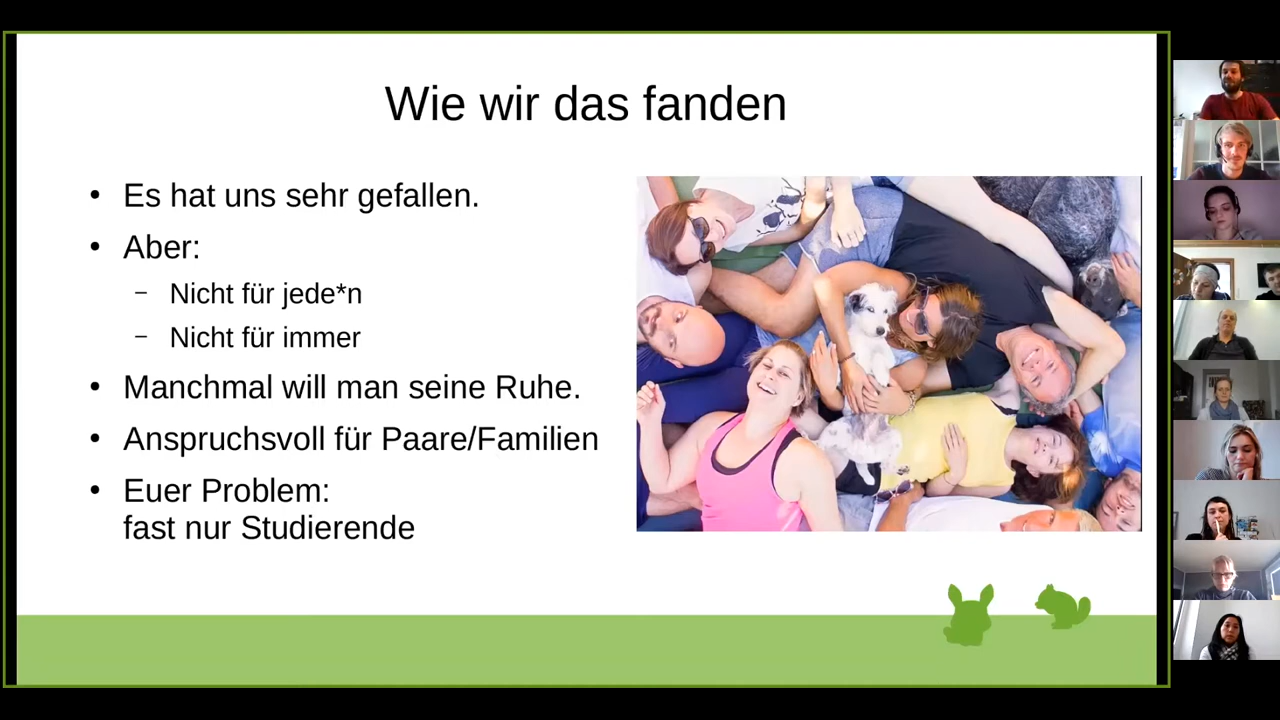 Wie wir das fanden
• Es hat uns sehr gefallen.
• Aber:
– Nicht für jede*n
– Nicht für immer
• Manchmal will man seine Ruhe.
• Anspruchsvoll für Paare/Familien
• Euer Problem:
fast nur Studierende